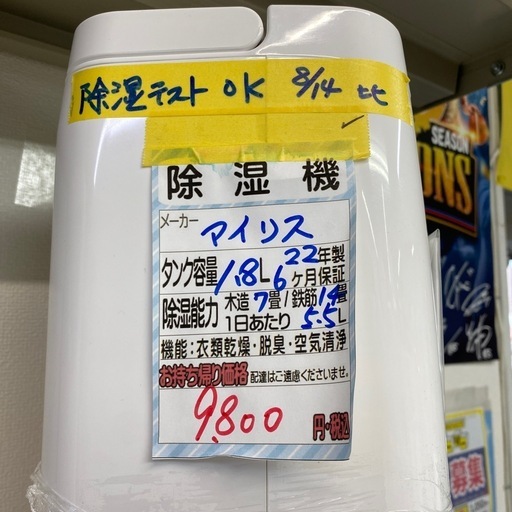 除湿テスト OK 8/14
除湿機
メーカー アイリス
タンク容量 1.8L 22年製 6ヶ月保証
除湿能力 木造7畳/鉄筋14畳
1日あたり 5.5L
機能:衣類乾燥・脱臭・空気清浄
お持ち帰り価格 配達はご遠慮くださいませ。
9,800 円・税込
SEASON
ONS
募集